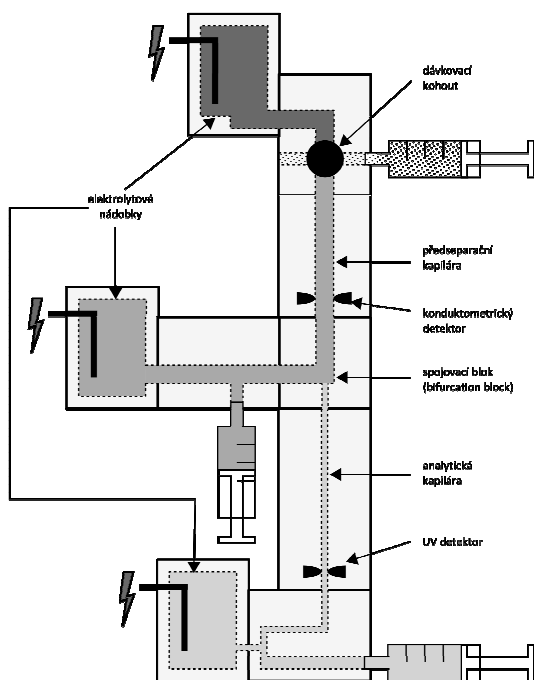 dávkovací
kohout
elektrolytové
nádobky
předseparační
kapilára
konduktometrický
detektor
spojovací blok
(bifurcation block)
analytická
kapilára
UV detektor